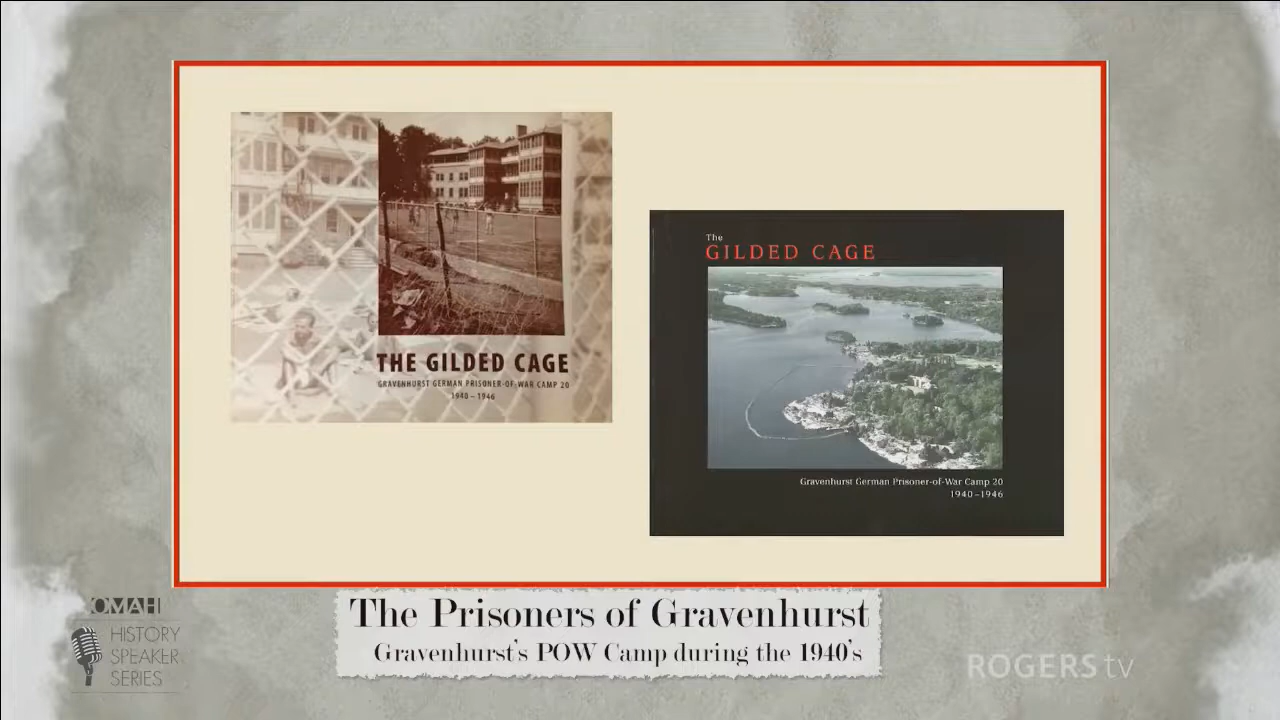 THE GILDED CAGE
GRAVENHURST GERMAN PRISONER-OF-WAR CAMP 20
1940 – 1946
The
GILDED CAGE
Gravenhurst German Prisoner-of-War Camp 20
1940–1946
The Prisoners of Gravenhurst
Gravenhurst's POW Camp during the 1940's
OMAH
HISTORY
SPEAKER
SERIES
ROGERS tv